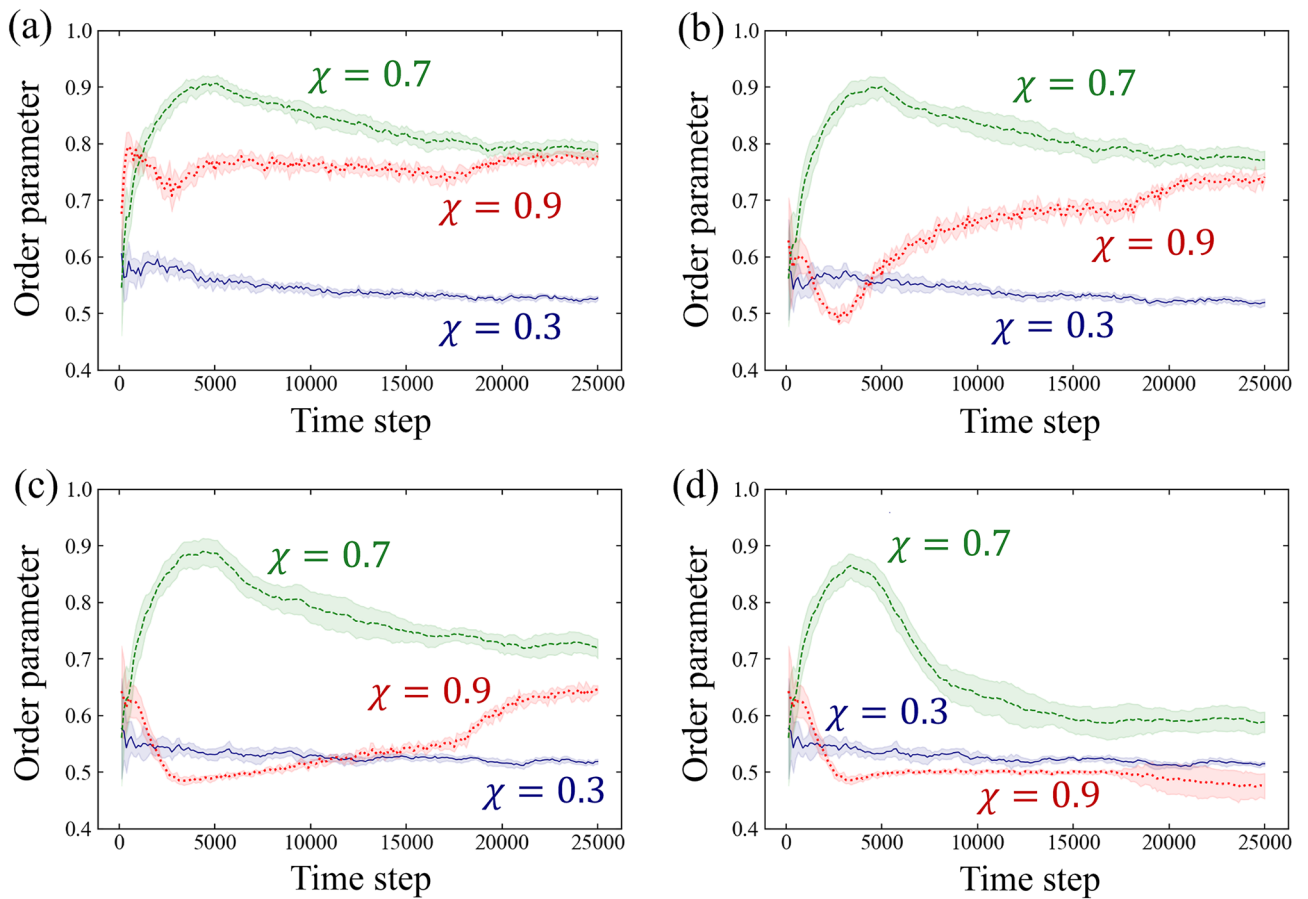 (a)
1.0
0.9
0.8
0.7
0.6
0.5
0.4
Order parameter
χ = 0.7
χ = 0.9
χ = 0.3
0 5000 10000 15000 20000 25000
Time step
(b)
1.0
0.9
0.8
0.7
0.6
0.5
0.4
Order parameter
χ = 0.7
χ = 0.9
χ = 0.3
0 5000 10000 15000 20000 25000
Time step
(c)
1.0
0.9
0.8
0.7
0.6
0.5
0.4
Order parameter
χ = 0.7
χ = 0.9
χ = 0.3
0 5000 10000 15000 20000 25000
Time step
(d)
1.0
0.9
0.8
0.7
0.6
0.5
0.4
Order parameter
χ = 0.7
χ = 0.3
χ = 0.9
0 5000 10000 15000 20000 25000
Time step